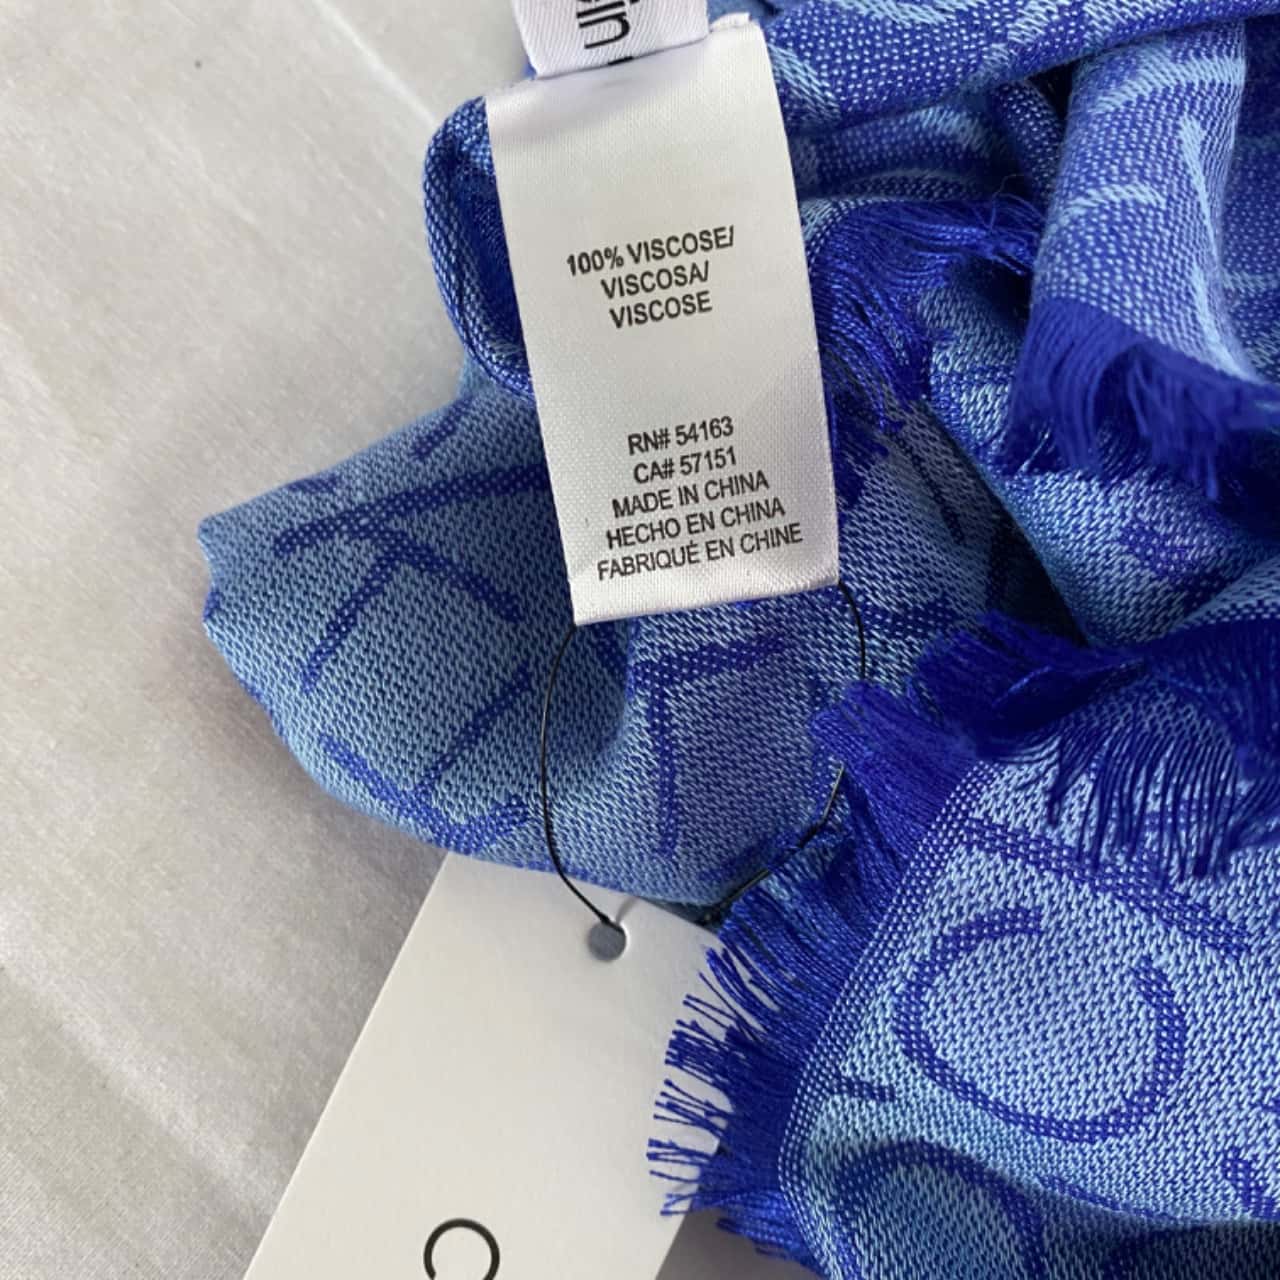 100% VISCOSE/
VISCOSA/
VISCOSE
RN# 54163
CA# 57151
MADE IN CHINA
HECHO EN CHINA
FABRIQUÉ EN CHINE